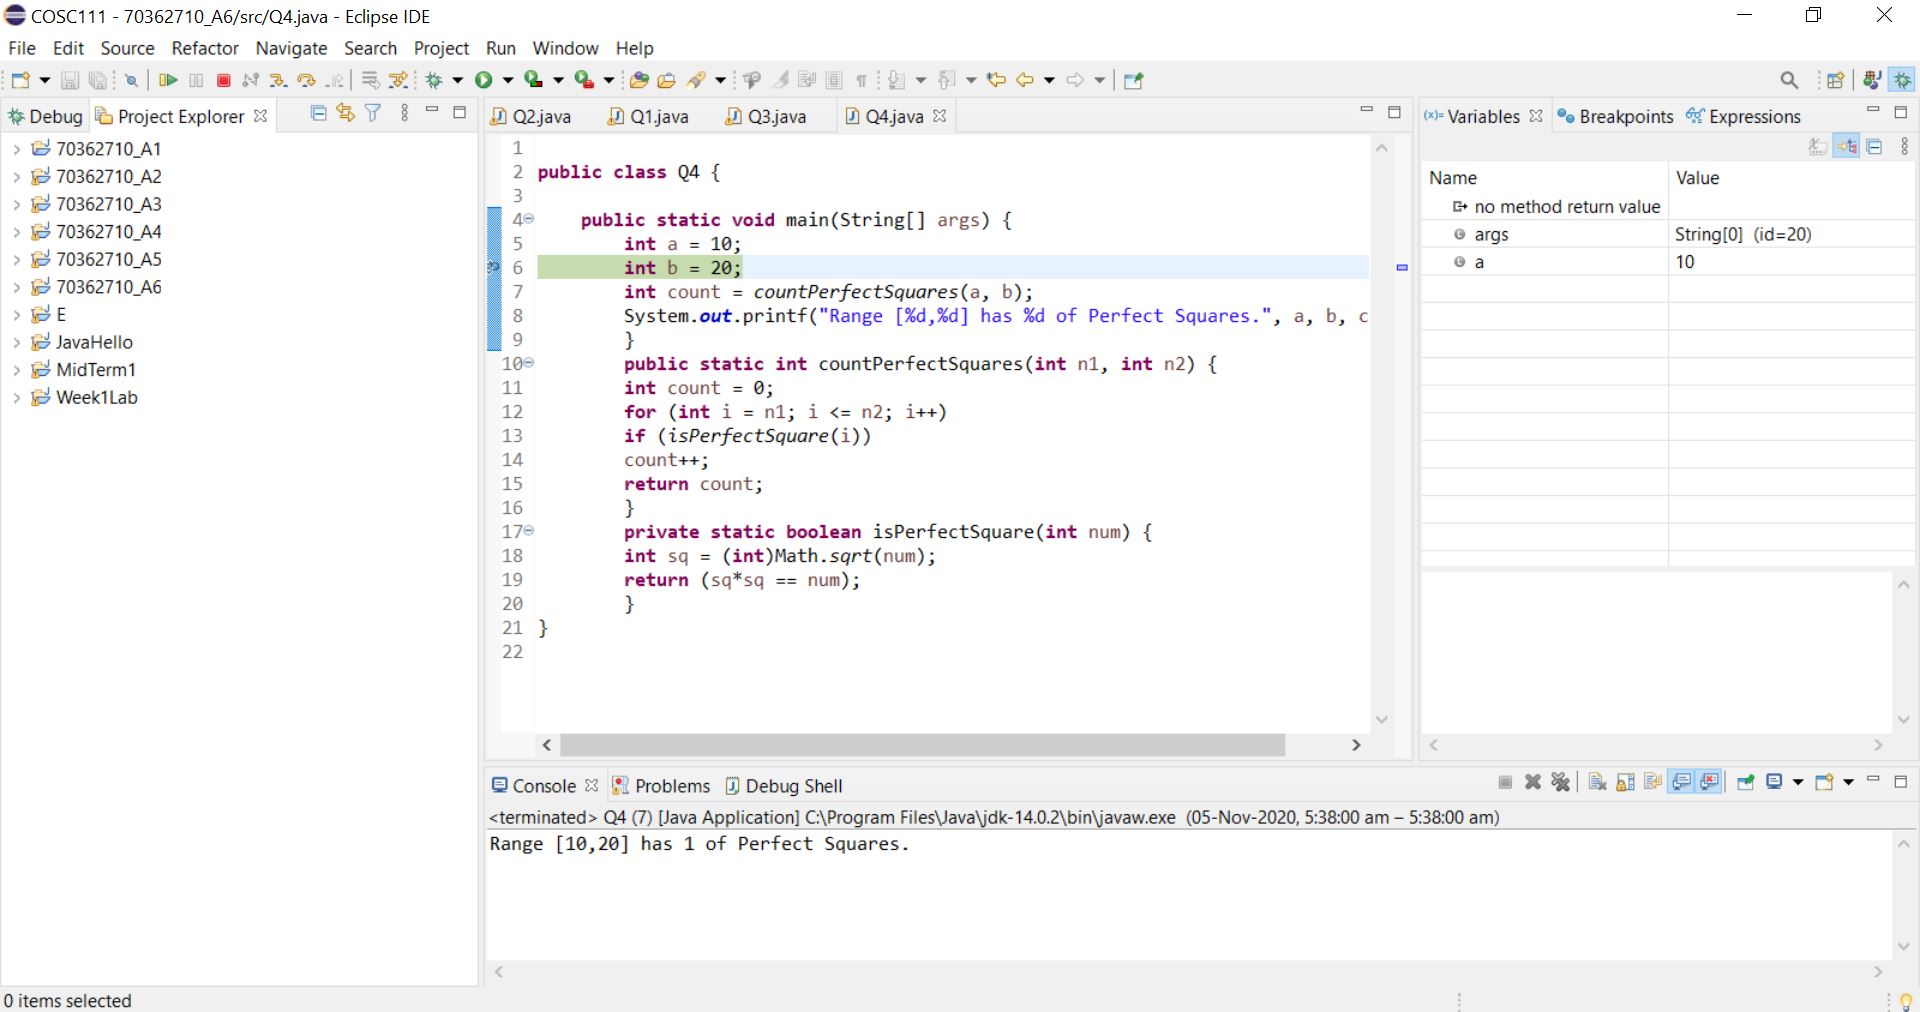 COSC111 - 70362710_A6/src/Q4.java - Eclipse IDE
File Edit Source Refactor Navigate Search Project Run Window Help
Debug Project Explorer
70362710_A1
70362710_A2
70362710_A3
70362710_A4
70362710_A5
70362710_A6
E
JavaHello
MidTerm1
Week1Lab
Q2.java Q1.java Q3.java Q4.java
1
2 public class Q4 {
3
4 public static void main(String[] args) {
5 int a = 10;
6 int b = 20;
7 int count = countPerfectSquares(a, b);
8 System.out.printf("Range [%d,%d] has %d of Perfect Squares.", a, b, c
9 }
10 public static int countPerfectSquares(int n1, int n2) {
11 int count = 0;
12 for (int i = n1; i <= n2; i++)
13 if (isPerfectSquare(i))
14 count++;
15 return count;
16 }
17 private static boolean isPerfectSquare(int num) {
18 int sq = (int)Math.sqrt(num);
19 return (sq*sq == num);
20 }
21 }
22
(x)= Variables Breakpoints Expressions
Name Value
no method return value
args String[0] (id=20)
a 10
Console Problems Debug Shell
<terminated> Q4 (7) [Java Application] C:\Program Files\Java\jdk-14.0.2\bin\javaw.exe (05-Nov-2020, 5:38:00 am – 5:38:00 am)
Range [10,20] has 1 of Perfect Squares.
0 items selected